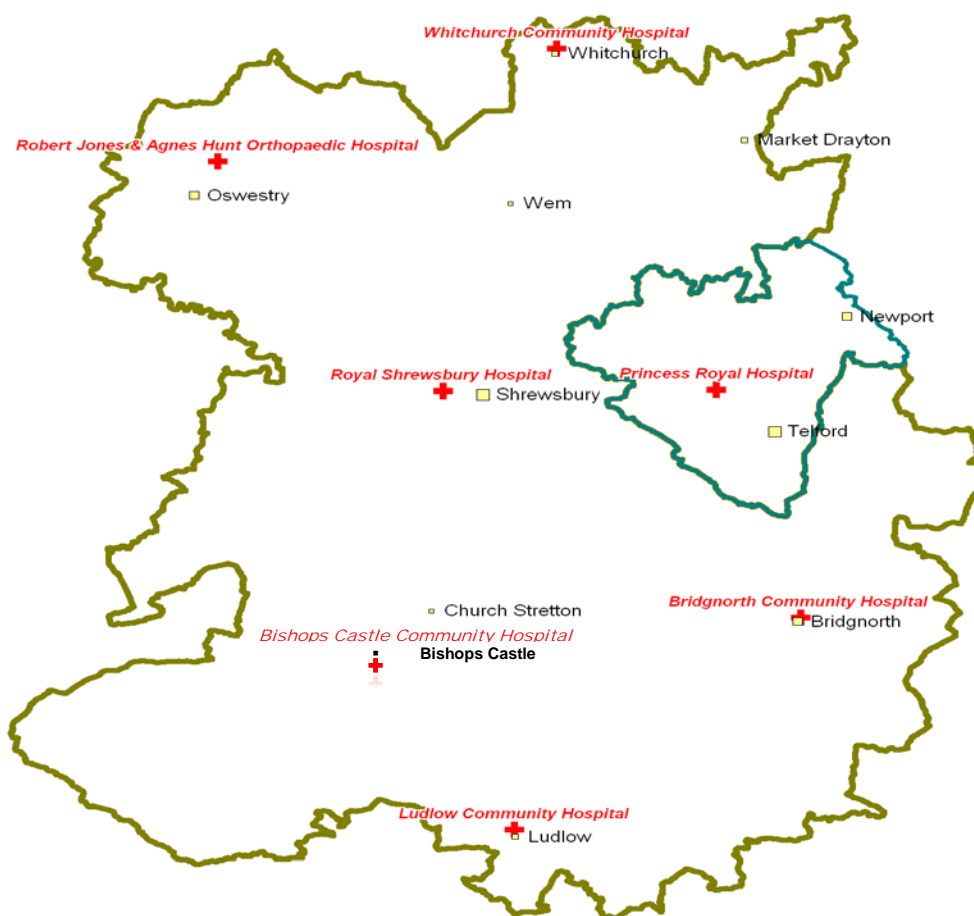 Whitchurch Community Hospital
Whitchurch
Market Drayton
Robert Jones & Agnes Hunt Orthopaedic Hospital
Oswestry
Wem
Newport
Royal Shrewsbury Hospital
Princess Royal Hospital
Shrewsbury
Telford
Bridgnorth Community Hospital
Church Stretton
Bridgnorth
Bishops Castle Community Hospital
Bishops Castle
Ludlow Community Hospital
Ludlow